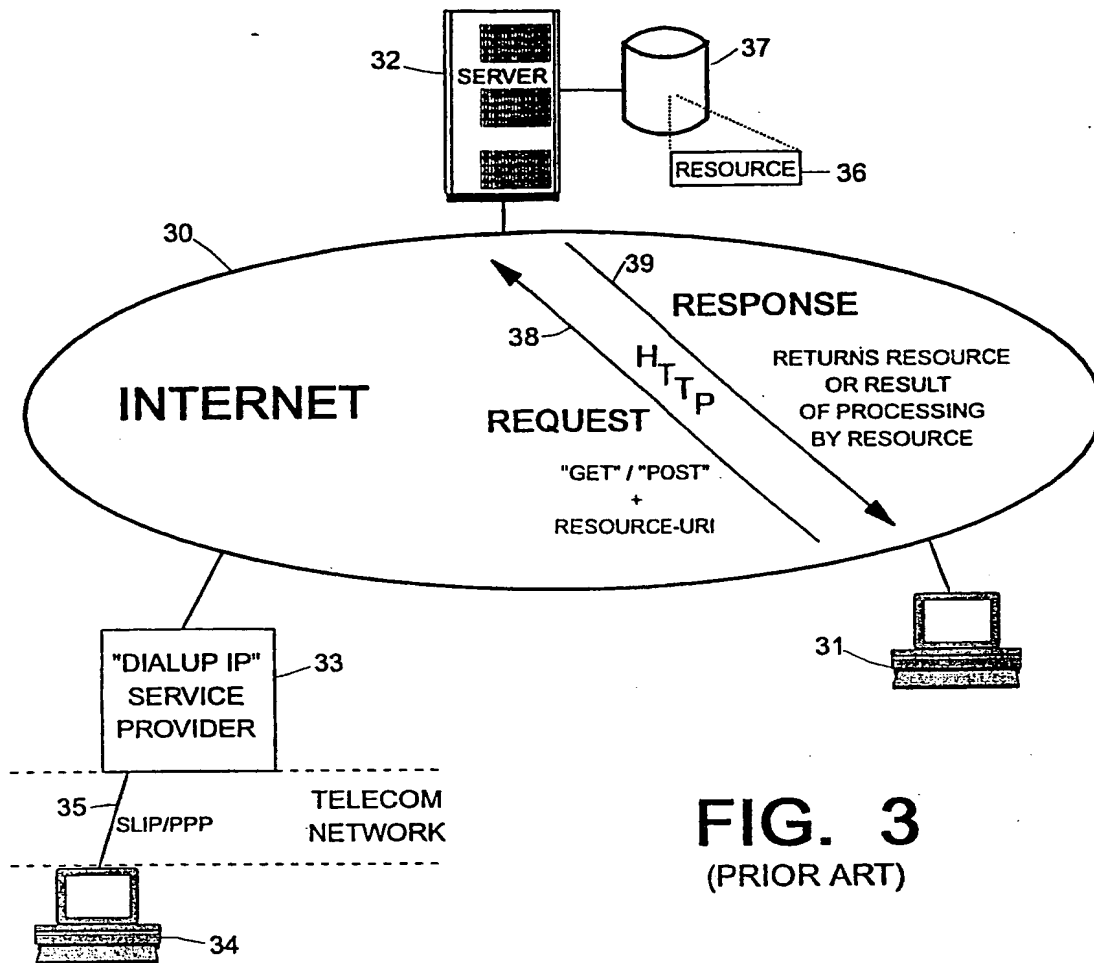 32
SERVER
37
RESOURCE
36
30
39
RESPONSE
38
HTTP
INTERNET
RETURNS RESOURCE
OR RESULT
OF PROCESSING
BY RESOURCE
REQUEST
"GET" / "POST"
+
RESOURCE-URI
"DIALUP IP"
SERVICE
PROVIDER
33
31
35
SLIP/PPP
TELECOM
NETWORK
34
FIG. 3
(PRIOR ART)